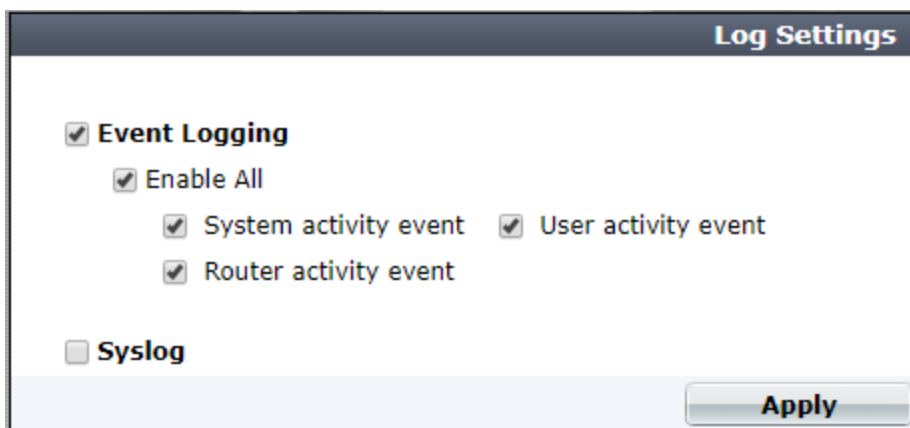 Log Settings
Event Logging
Enable All
System activity event User activity event
Router activity event
Syslog
Apply